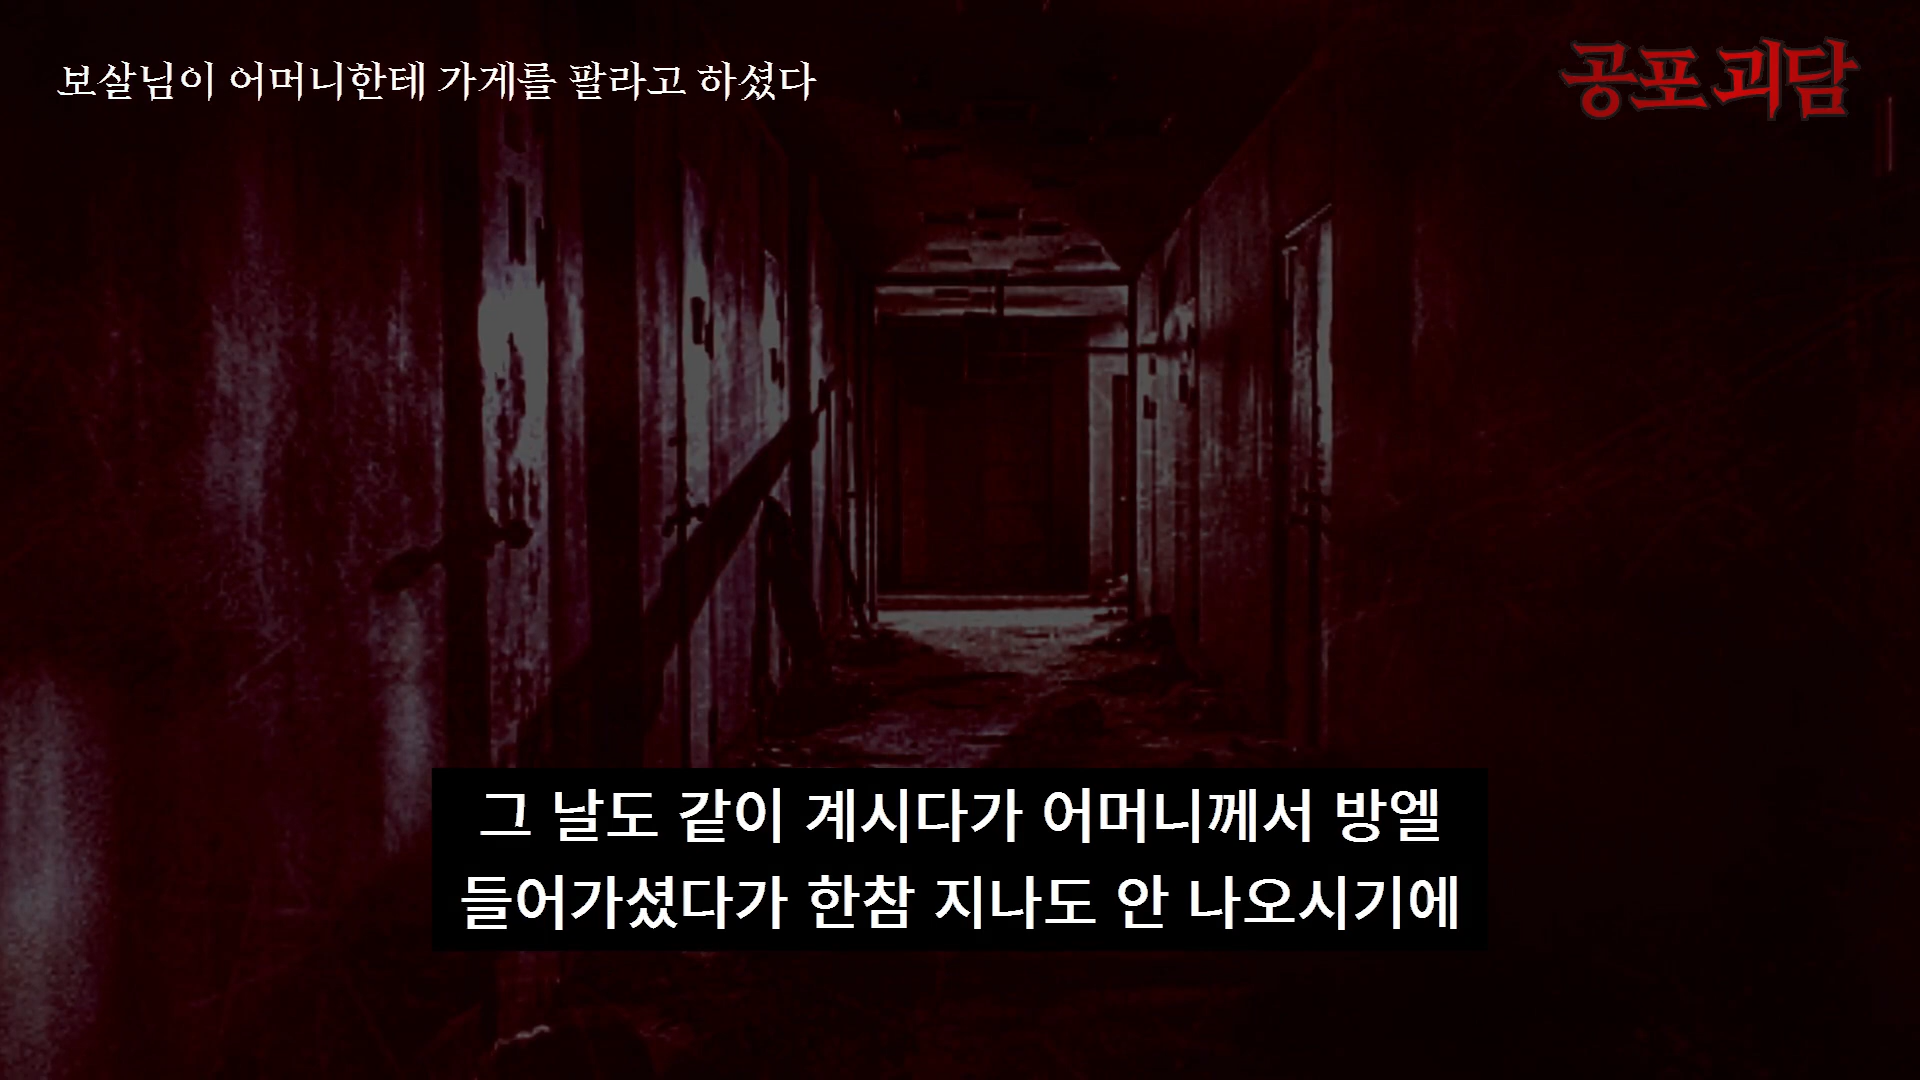 보살님이 어머니한테 가게를 팔라고 하셨다
공포 괴담
그 날도 같이 계시다가 어머니께서 방엘
들어가셨다가 한참 지나도 안 나오시기에